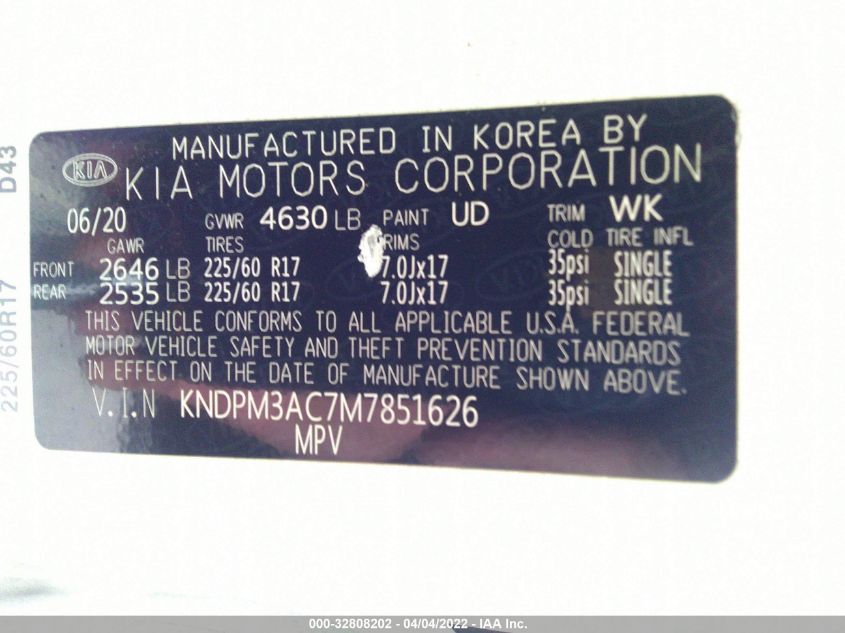 MANUFACTURED IN KOREA BY
KIA KIA MOTORS CORPORATION
06/20 GVWR 4630 LB PAINT UD TRIM WK
GAWR TIRES RIMS COLD TIRE INFL
FRONT 2646 LB 225/60 R17 7.0Jx17 35psi SINGLE
REAR 2535 LB 225/60 R17 7.0Jx17 35psi SINGLE
THIS VEHICLE CONFORMS TO ALL APPLICABLE U.S.A. FEDERAL
MOTOR VEHICLE SAFETY AND THEFT PREVENTION STANDARDS
IN EFFECT ON THE DATE OF MANUFACTURE SHOWN ABOVE.
V.I.N KNDPM3AC7M7851626
MPV
225/60R17 D43
000-32808202 - 04/04/2022 - IAA Inc.